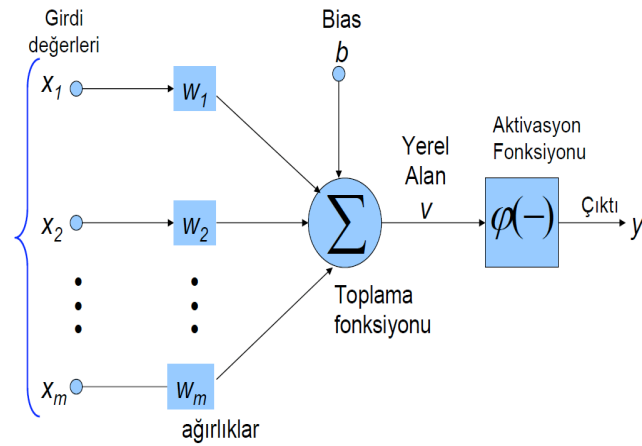 Girdi
değerleri
x1
w1
Bias
b
x2
w2
∑
Yerel
Alan
v
Aktivasyon
Fonksiyonu
φ(−)
Çıktı
y
Toplama
fonksiyonu
xm
wm
ağırlıklar